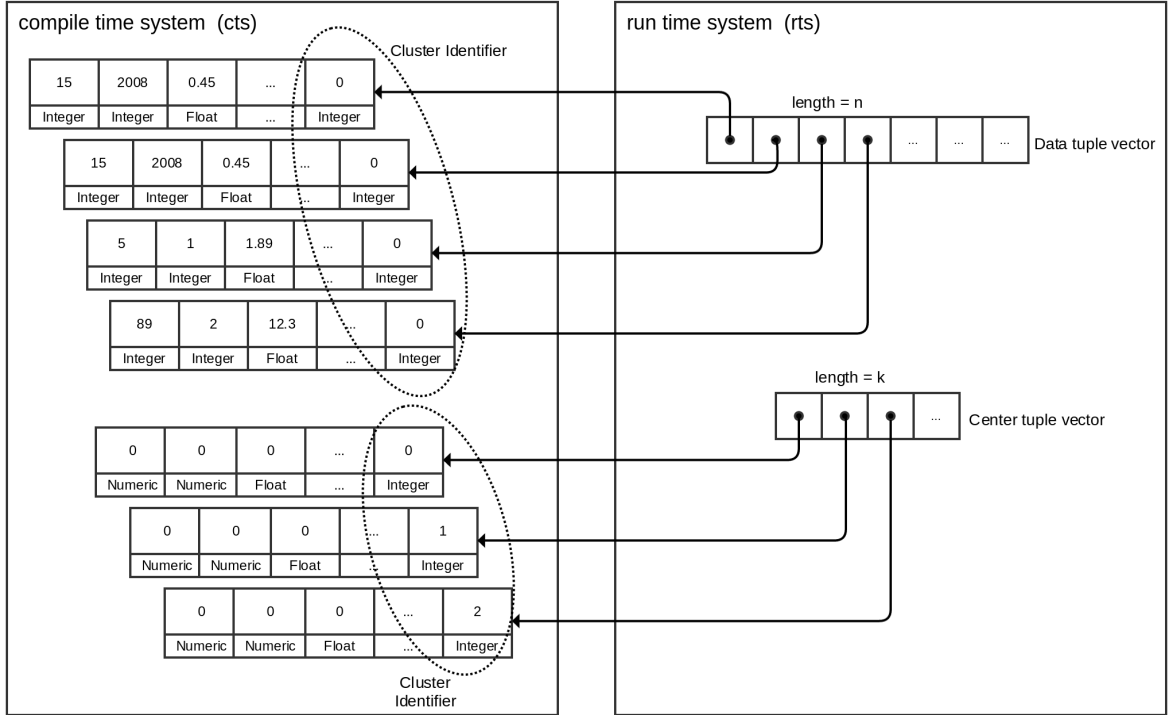 compile time system (cts)
Cluster Identifier
15 2008 0.45 ... 0
Integer Integer Float ... Integer
15 2008 0.45 ... 0
Integer Integer Float ... Integer
5 1 1.89 ... 0
Integer Integer Float ... Integer
89 2 12.3 ... 0
Integer Integer Float ... Integer
0 0 0 ... 0
Numeric Numeric Float ... Integer
0 0 0 ... 1
Numeric Numeric Float ... Integer
0 0 0 ... 2
Numeric Numeric Float ... Integer
Cluster
Identifier
run time system (rts)
length = n
... ... ... Data tuple vector
length = k
... Center tuple vector